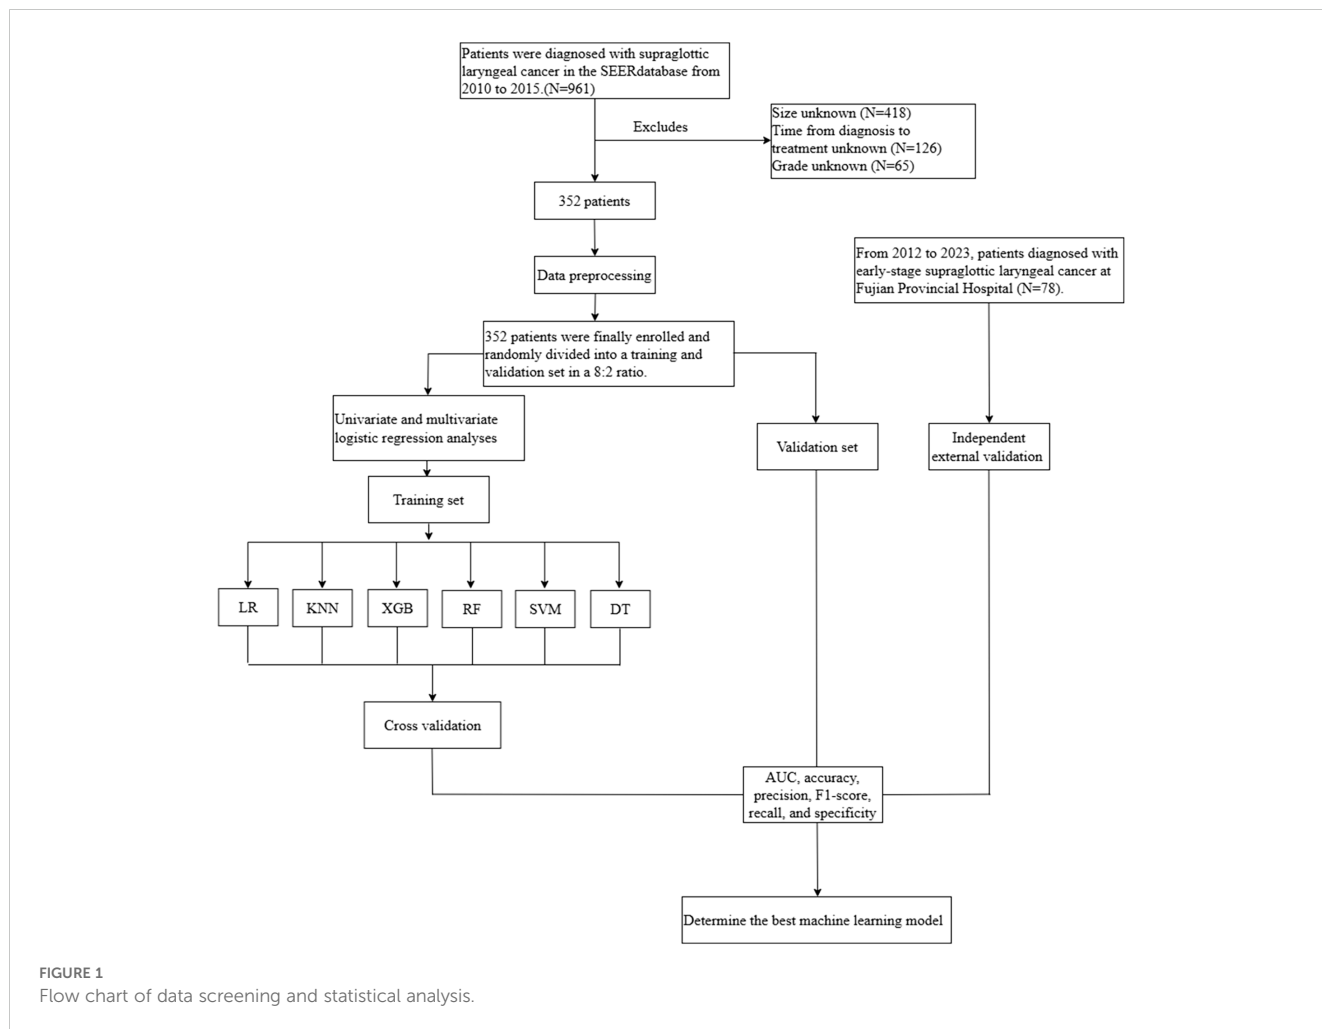 Patients were diagnosed with supraglottic
laryngeal cancer in the SEERdatabase from
2010 to 2015.(N=961)
Excludes
Size unknown (N=418)
Time from diagnosis to
treatment unknown (N=126)
Grade unknown (N=65)
352 patients
Data preprocessing
From 2012 to 2023, patients diagnosed with
early-stage supraglottic laryngeal cancer at
Fujian Provincial Hospital (N=78).
352 patients were finally enrolled and
randomly divided into a training and
validation set in a 8:2 ratio.
Univariate and multivariate
logistic regression analyses
Validation set
Independent
external validation
Training set
LR
KNN
XGB
RF
SVM
DT
Cross validation
AUC, accuracy,
precision, F1-score,
recall, and specificity
Determine the best machine learning model
FIGURE 1
Flow chart of data screening and statistical analysis.